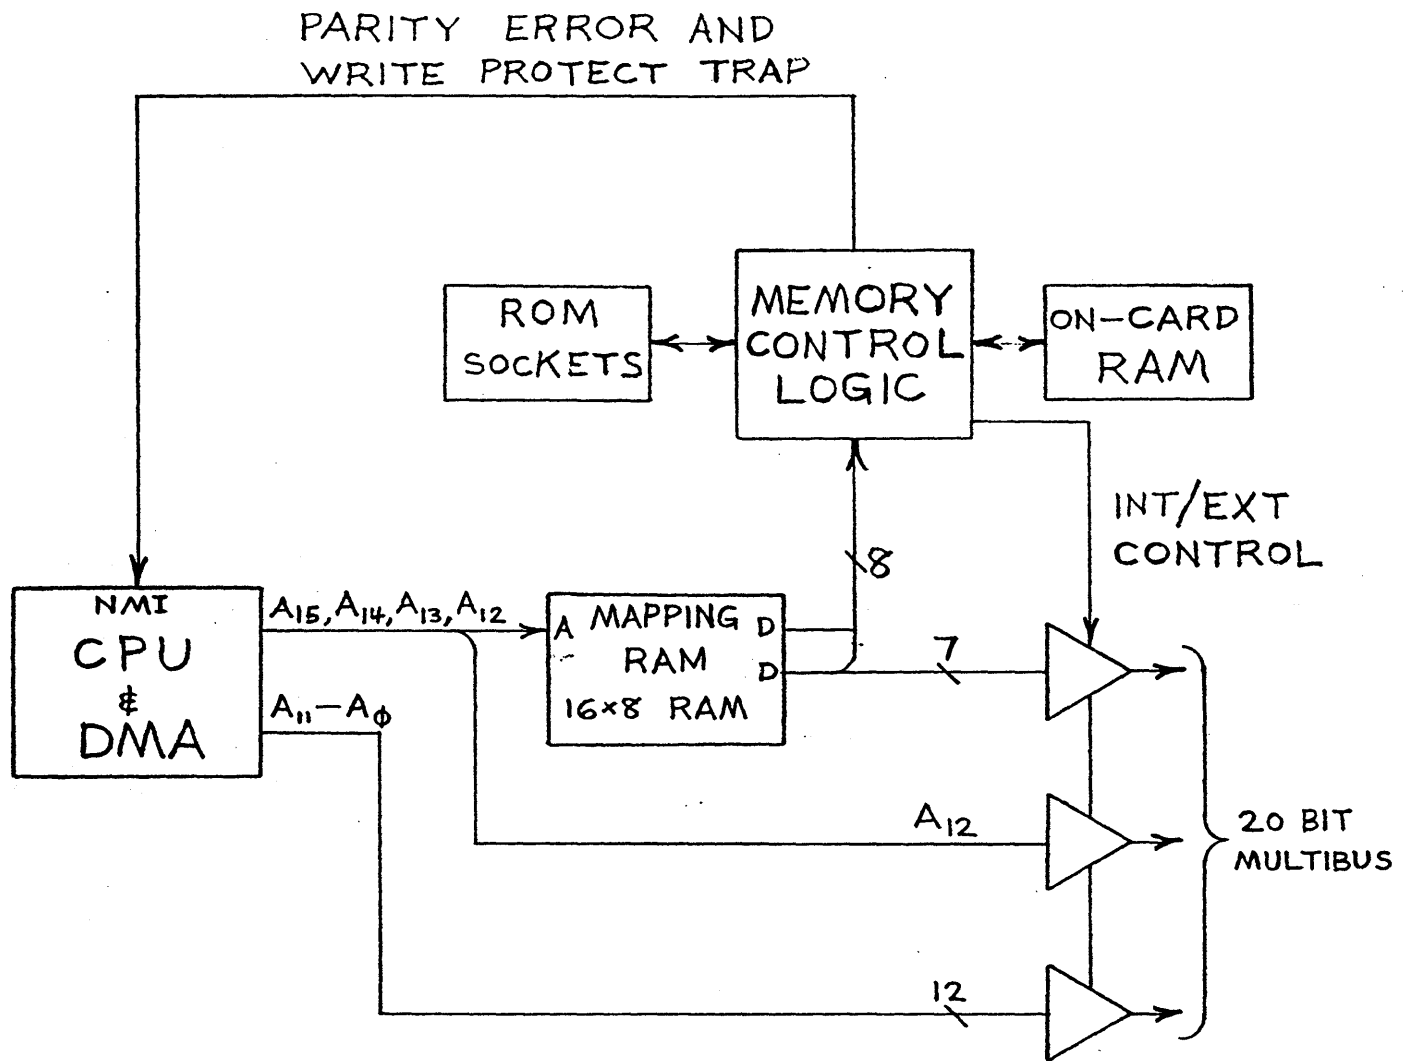 PARITY ERROR AND
WRITE PROTECT TRAP
ROM
SOCKETS
MEMORY
CONTROL
LOGIC
ON-CARD
RAM
INT/EXT
CONTROL
8
NMI
CPU
&
DMA
A15, A14, A13, A12
A11-Aϕ
A MAPPING D
RAM D
16×8 RAM
7
A12
12
20 BIT
MULTIBUS